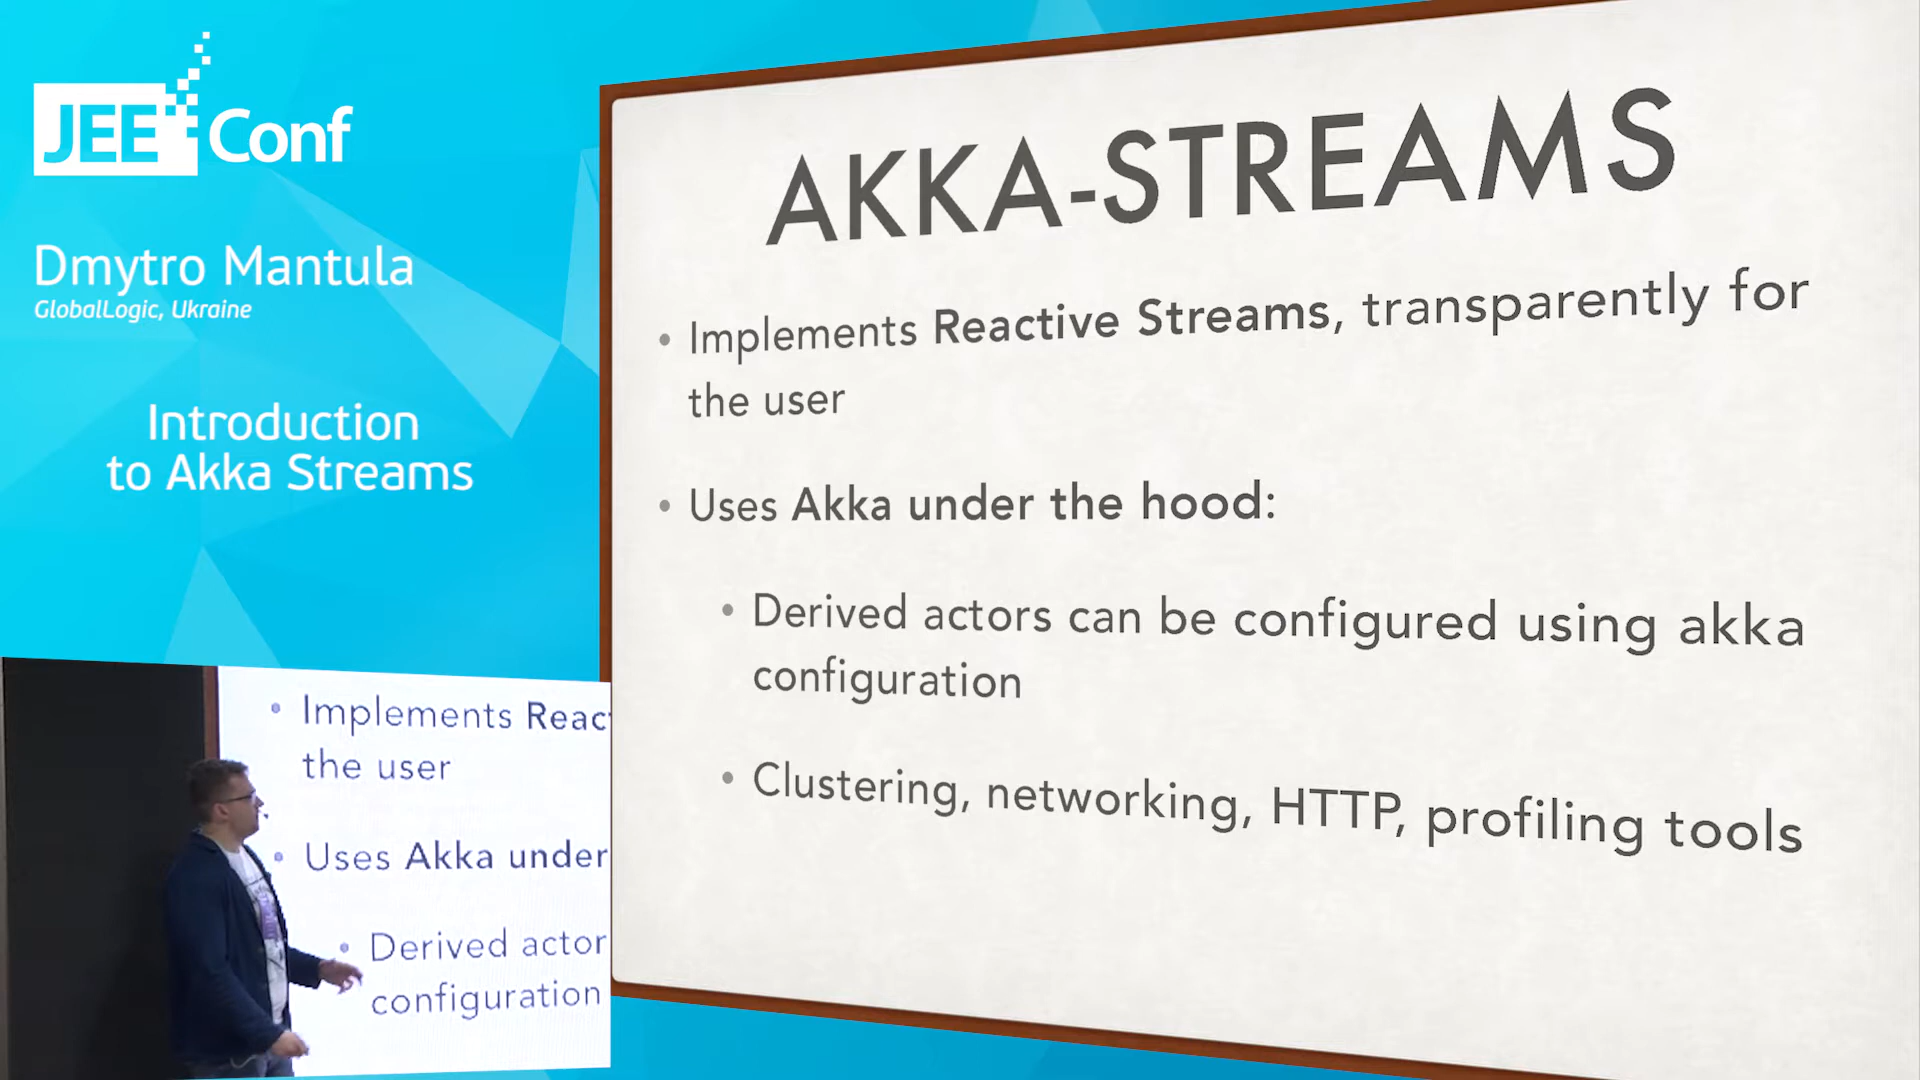 JEE Conf
Dmytro Mantula
GlobalLogic, Ukraine
Introduction
to Akka Streams
AKKA-STREAMS
• Implements Reactive Streams, transparently for
the user
• Uses Akka under the hood:
• Derived actors can be configured using akka
configuration
• Clustering, networking, HTTP, profiling tools
• Implements Reac
the user
• Uses Akka under
• Derived actor
configuration